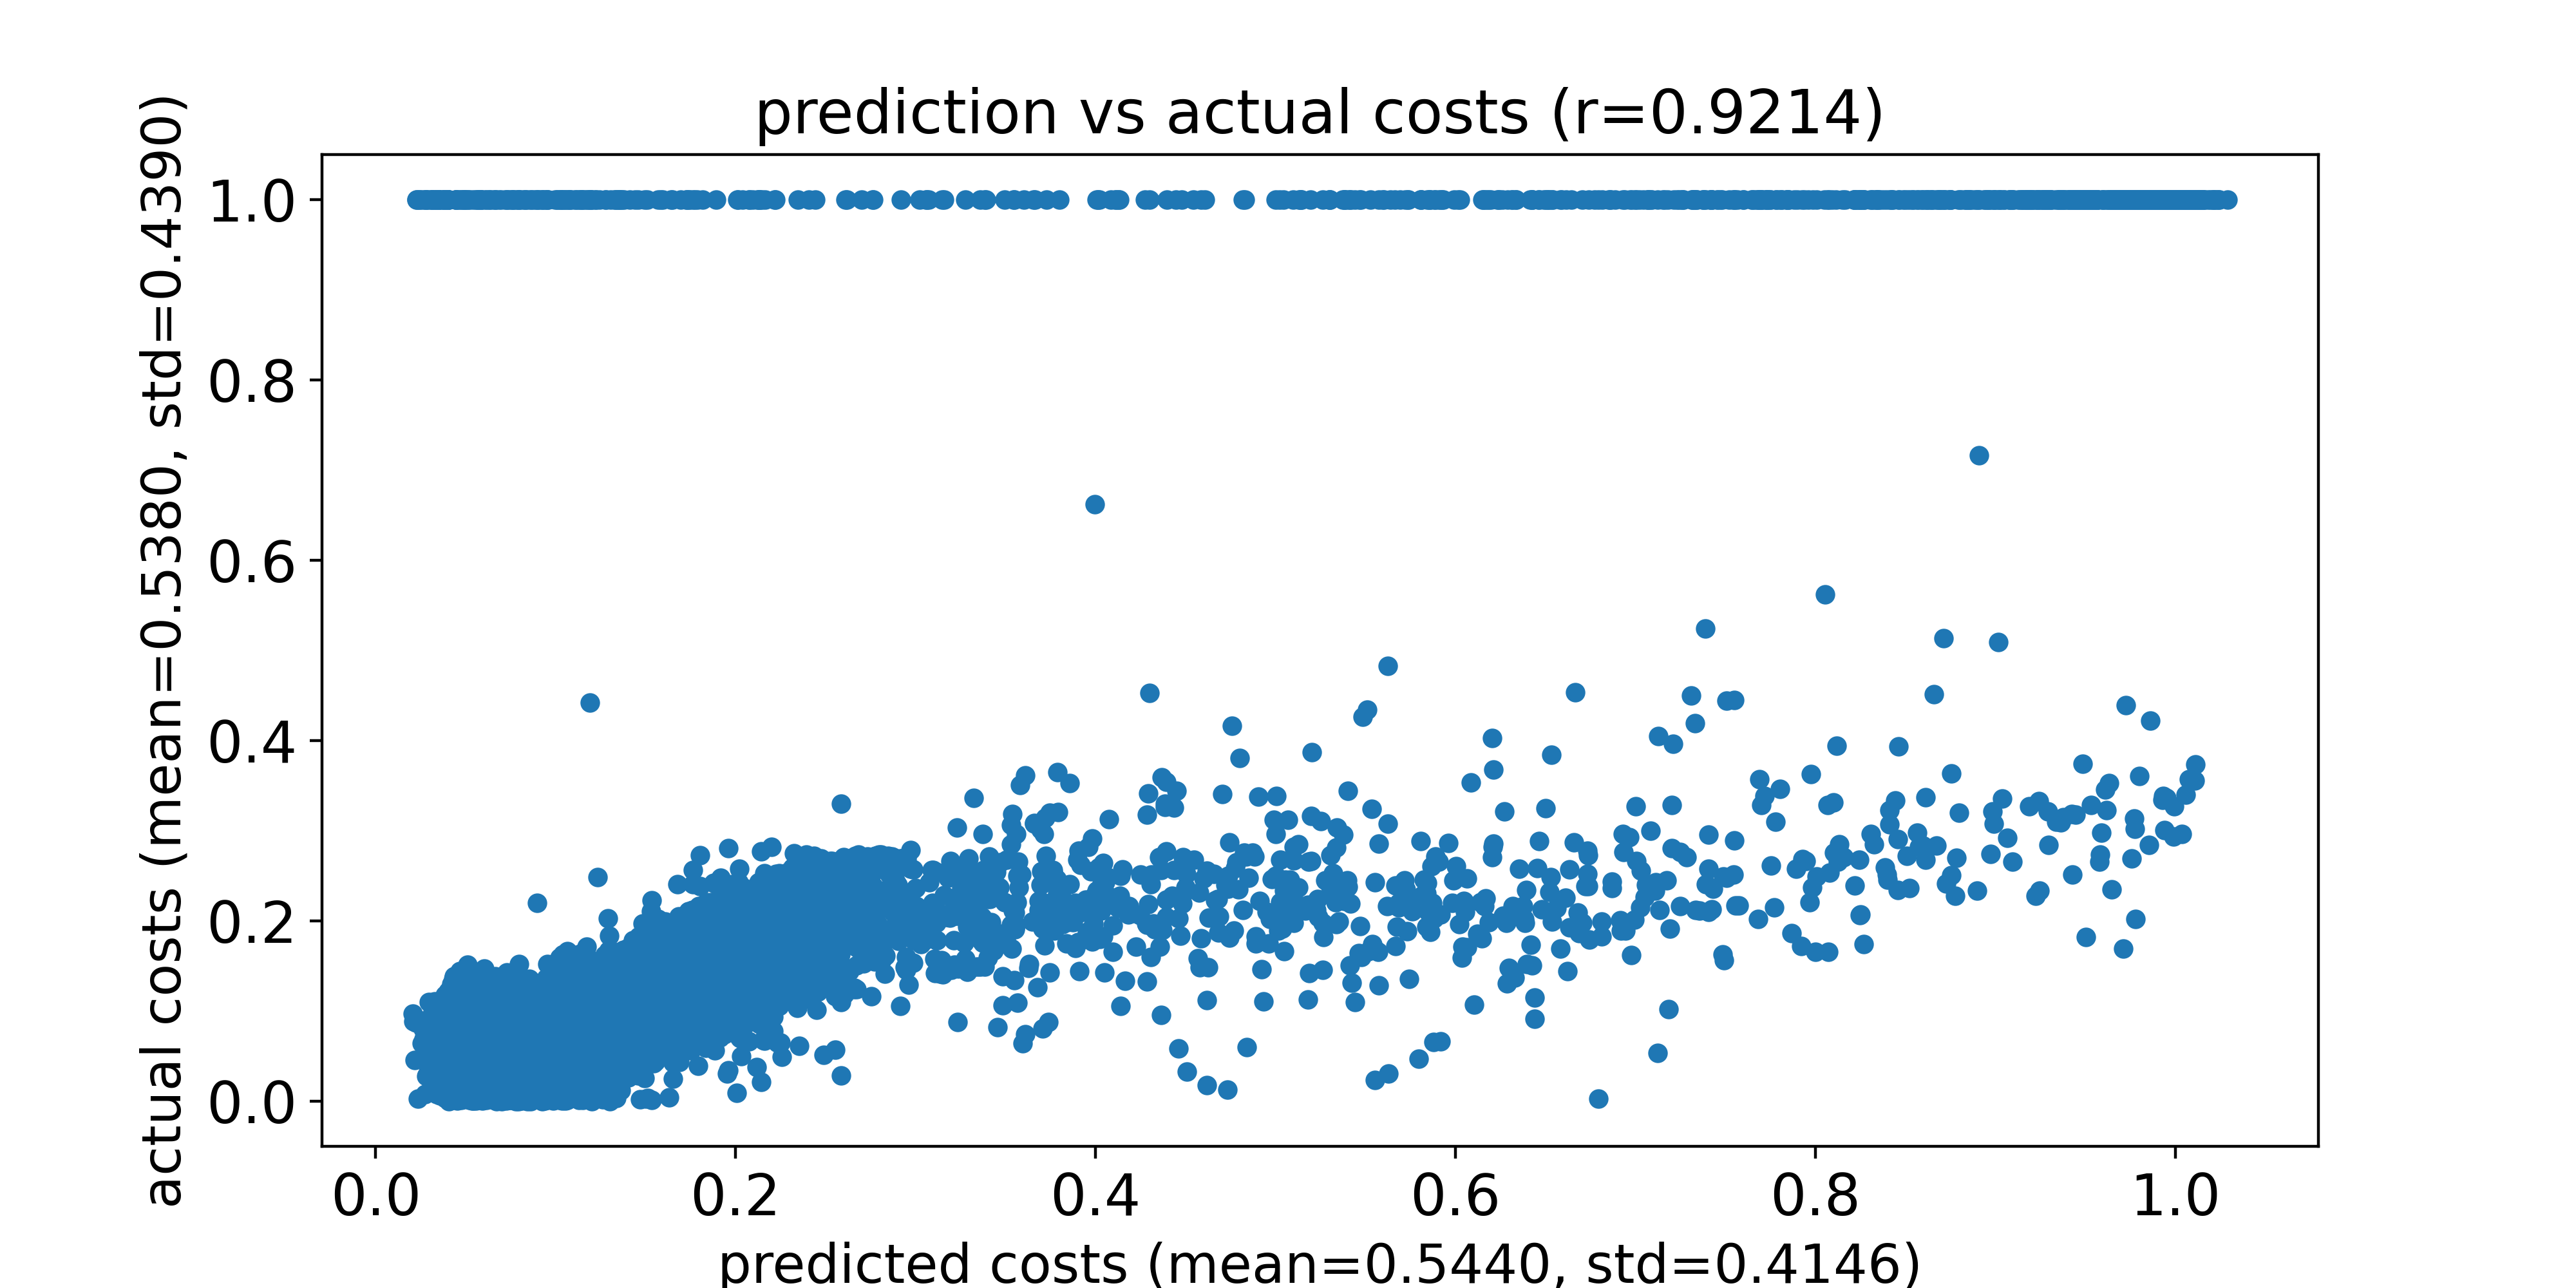 prediction vs actual costs (r=0.9214)
actual costs (mean=0.5380, std=0.4390)
1.0
0.8
0.6
0.4
0.2
0.0
0.0 0.2 0.4 0.6 0.8 1.0
predicted costs (mean=0.5440, std=0.4146)